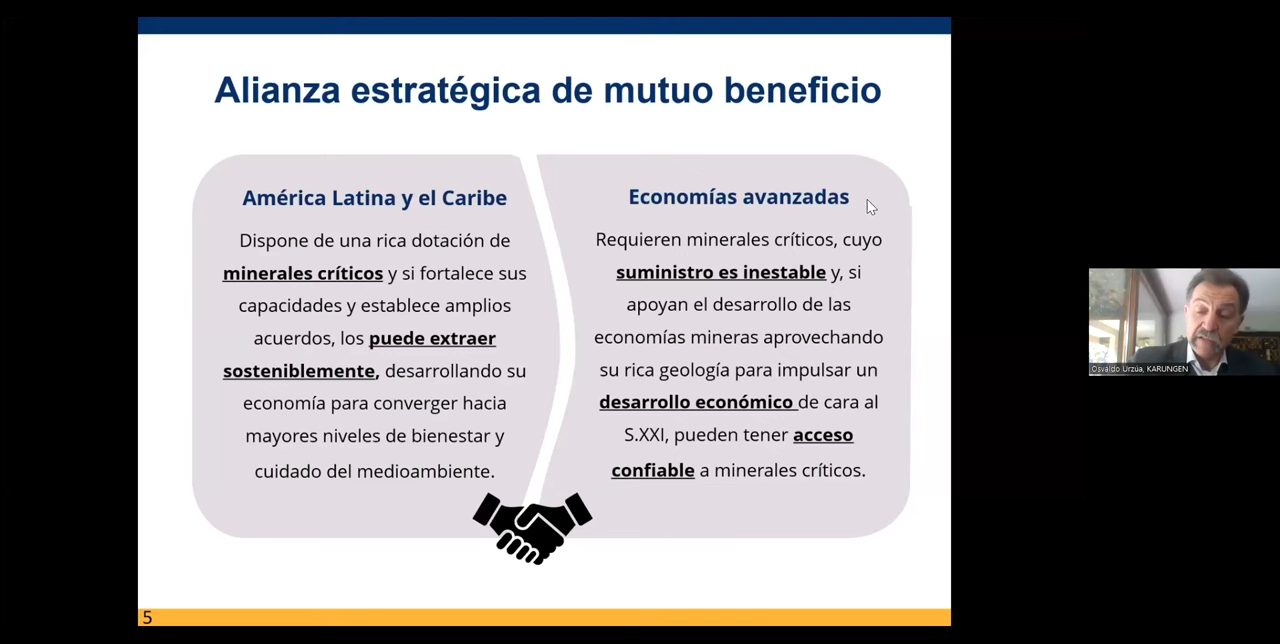 Alianza estratégica de mutuo beneficio
América Latina y el Caribe
Dispone de una rica dotación de
minerales críticos y si fortalece sus
capacidades y establece amplios
acuerdos, los puede extraer
sosteniblemente, desarrollando su
economía para converger hacia
mayores niveles de bienestar y
cuidado del medioambiente.
Economías avanzadas
Requieren minerales críticos, cuyo
suministro es inestable y, si
apoyan el desarrollo de las
economías mineras aprovechando
su rica geología para impulsar un
desarrollo económico de cara al
S.XXI, pueden tener acceso
confiable a minerales críticos.
5
Osvaldo Urzúa, KARUNGEN